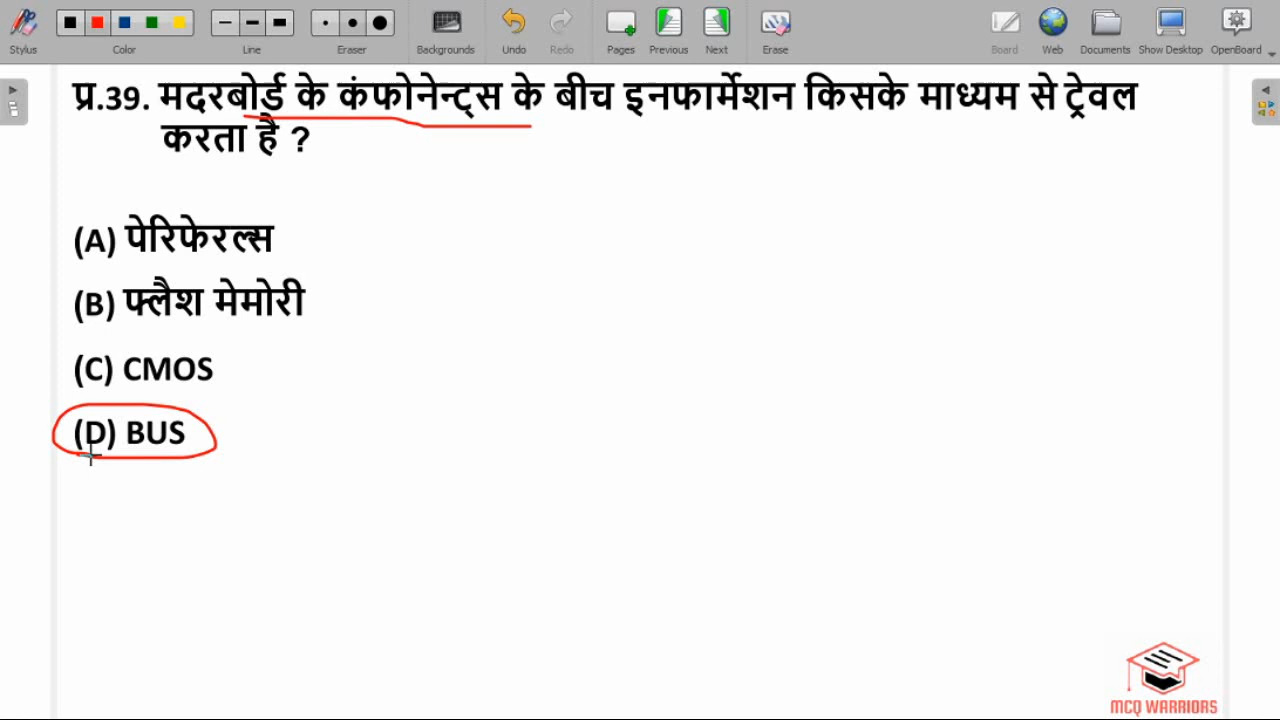 Stylus
Color
Line
Eraser
Backgrounds
Undo
Redo
Pages
Previous
Next
Erase
Board
Web
Documents
Show Desktop
OpenBoard
प्र.39. मदरबोर्ड के कंफोनेन्ट्स के बीच इनफार्मेशन किसके माध्यम से ट्रेवल
करता है ?
(A) पेरिफेरल्स
(B) फ्लैश मेमोरी
(C) CMOS
(D) BUS
MCQ WARRIORS